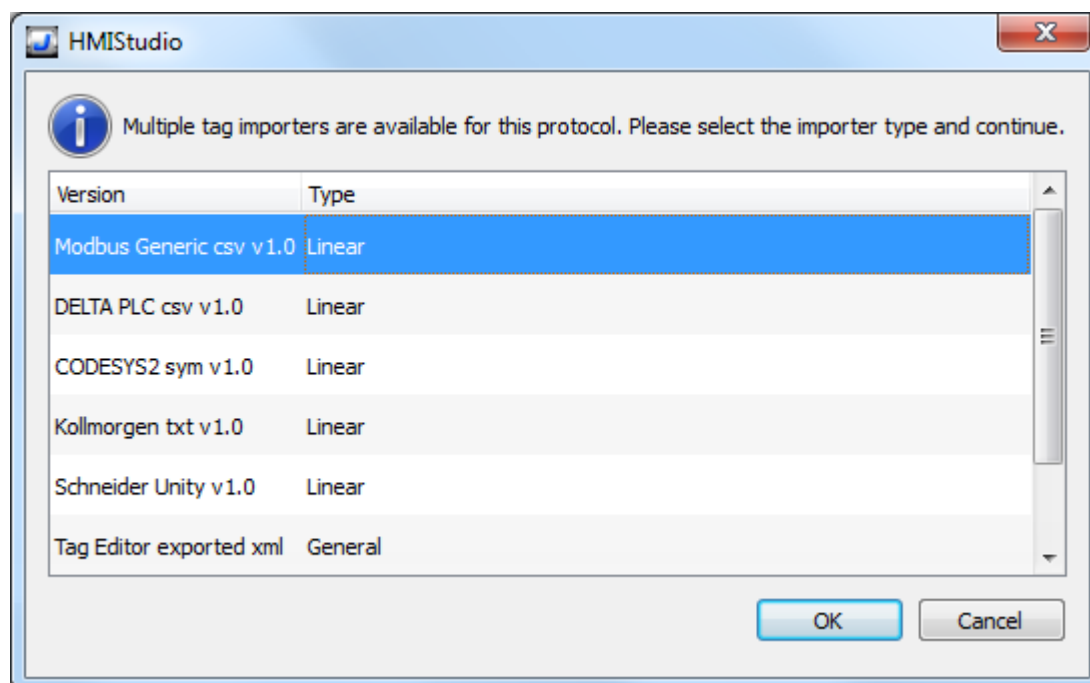 HMIStudio
Multiple tag importers are available for this protocol. Please select the importer type and continue.
Version Type
Modbus Generic csv v1.0 Linear
DELTA PLC csv v1.0 Linear
CODESYS2 sym v1.0 Linear
Kollmorgen txt v1.0 Linear
Schneider Unity v1.0 Linear
Tag Editor exported xml General
OK Cancel